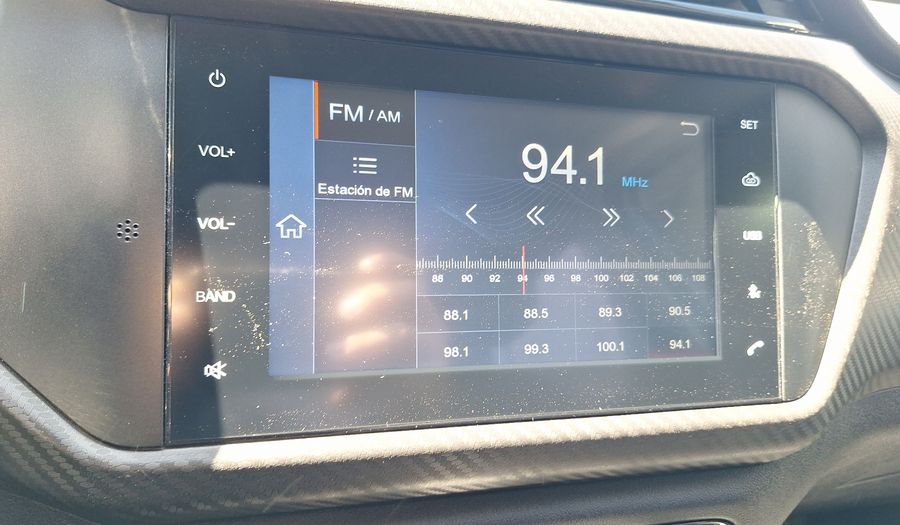 VOL+
VOL-
BAND
FM / AM
Estación de FM
94.1 MHz
88 90 92 94 96 98 100 102 104 106 108
88.1 88.5 89.3 90.5
98.1 99.3 100.1 94.1
SET
USB